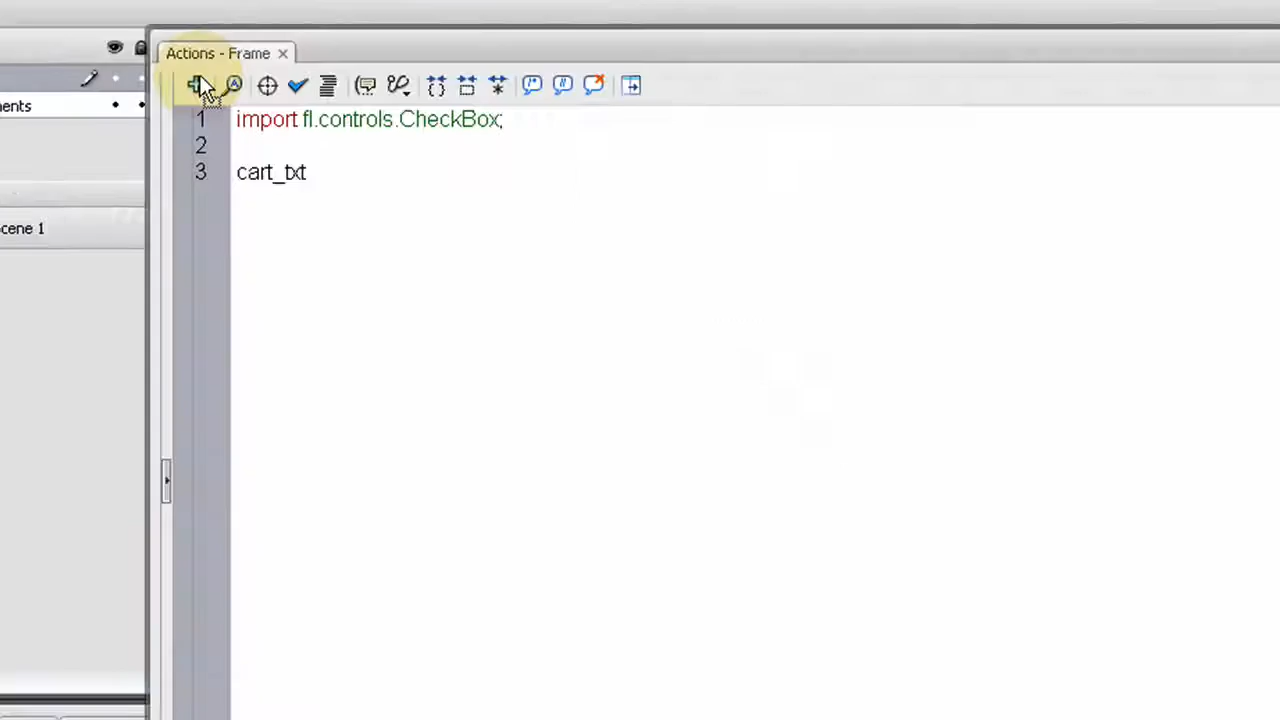 Actions - Frame
1 import fl.controls.CheckBox;
2
3 cart_txt
ents
cene 1